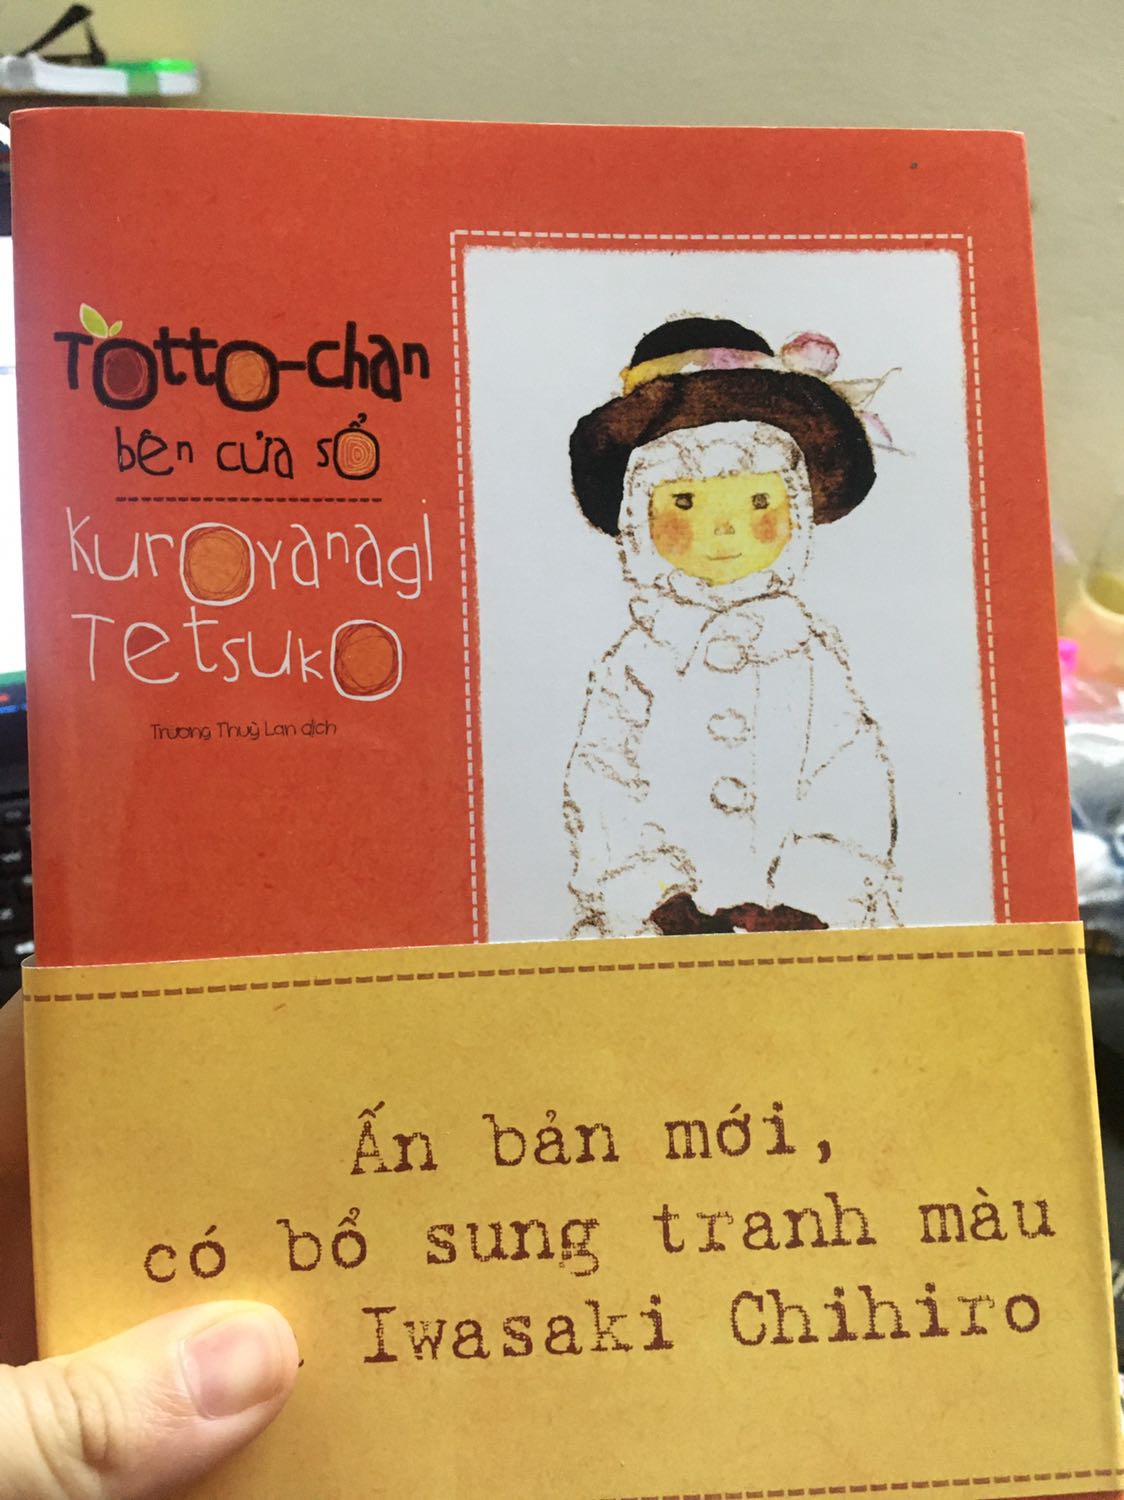 Totto-chan
bên cửa sổ
Kuroyanagi
Tetsuko
Trương Thuỳ Lan dịch
Ấn bản mới,
có bổ sung tranh màu
Iwasaki Chihiro